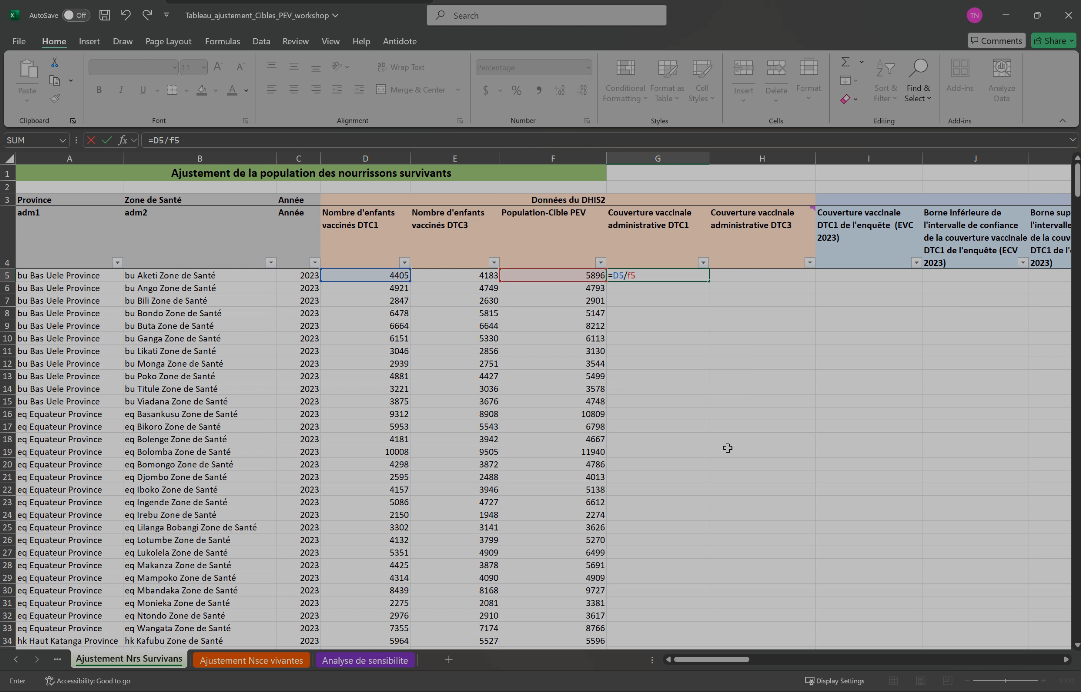 AutoSave Off Tableau_ajustement_Cibles_PEV_workshop Search TN
File Home Insert Draw Page Layout Formulas Data Review View Help Antidote Comments Share
Paste B I U Wrap Text Merge & Center Percentage $ % Conditional Formatting Format as Table Cell Styles Insert Delete Format Sort & Filter Find & Select Add-ins Analyze Data
Clipboard Font Alignment Number Styles Cells Editing Add-ins
SUM fx =D5/f5
A B C D E F G H I J
1 Ajustement de la population des nourrissons survivants
2
3 Province Zone de Santé Année Données du DHIS2
4 adm1 adm2 Année Nombre d'enfants vaccinés DTC1 Nombre d'enfants vaccinés DTC3 Population-Cible PEV Couverture vaccinale administrative DTC1 Couverture vaccinale administrative DTC3 Couverture vaccinale DTC1 de l'enquête (EVC 2023) Borne inférieure de l'intervalle de confiance de la couverture vaccinale DTC1 de l'enquête (ECV 2023) Borne sup l'intervalle de la couv DTC1 de l' 2023)
5 bu Bas Uele Province bu Aketi Zone de Santé 2023 4405 4183 5896 =D5/f5
6 bu Bas Uele Province bu Ango Zone de Santé 2023 4921 4749 4793
7 bu Bas Uele Province bu Bili Zone de Santé 2023 2847 2630 2901
8 bu Bas Uele Province bu Bondo Zone de Santé 2023 6478 5815 5147
9 bu Bas Uele Province bu Buta Zone de Santé 2023 6664 6644 8212
10 bu Bas Uele Province bu Ganga Zone de Santé 2023 6151 5330 6113
11 bu Bas Uele Province bu Likati Zone de Santé 2023 3046 2856 3130
12 bu Bas Uele Province bu Monga Zone de Santé 2023 2939 2751 3544
13 bu Bas Uele Province bu Poko Zone de Santé 2023 4881 4427 5499
14 bu Bas Uele Province bu Titule Zone de Santé 2023 3221 3036 3578
15 bu Bas Uele Province bu Viadana Zone de Santé 2023 3875 3676 4748
16 eq Equateur Province eq Basankusu Zone de Santé 2023 9312 8908 10809
17 eq Equateur Province eq Bikoro Zone de Santé 2023 5953 5543 6798
18 eq Equateur Province eq Bolenge Zone de Santé 2023 4181 3942 4667
19 eq Equateur Province eq Bolomba Zone de Santé 2023 10008 9505 11940
20 eq Equateur Province eq Bomongo Zone de Santé 2023 4298 3872 4786
21 eq Equateur Province eq Djombo Zone de Santé 2023 2595 2488 4013
22 eq Equateur Province eq Iboko Zone de Santé 2023 4157 3946 5138
23 eq Equateur Province eq Ingende Zone de Santé 2023 5086 4727 6612
24 eq Equateur Province eq Irebu Zone de Santé 2023 2150 1948 2274
25 eq Equateur Province eq Lilanga Bobangi Zone de Santé 2023 3302 3141 3626
26 eq Equateur Province eq Lotumbe Zone de Santé 2023 4132 3799 5270
27 eq Equateur Province eq Lukolela Zone de Santé 2023 5351 4909 6499
28 eq Equateur Province eq Makanza Zone de Santé 2023 4425 3878 5691
29 eq Equateur Province eq Mampoko Zone de Santé 2023 4314 4090 4909
30 eq Equateur Province eq Mbandaka Zone de Santé 2023 8439 8168 9727
31 eq Equateur Province eq Monieka Zone de Santé 2023 2275 2081 3381
32 eq Equateur Province eq Ntondo Zone de Santé 2023 2976 2910 3617
33 eq Equateur Province eq Wangata Zone de Santé 2023 7355 7174 8766
34 hk Haut Katanga Province hk Kafubu Zone de Santé 2023 5964 5527 5596
Ajustement Nrs Survivans Ajustement Nsce vivantes Analyse de sensibilite
Enter Accessibility: Good to go Display Settings